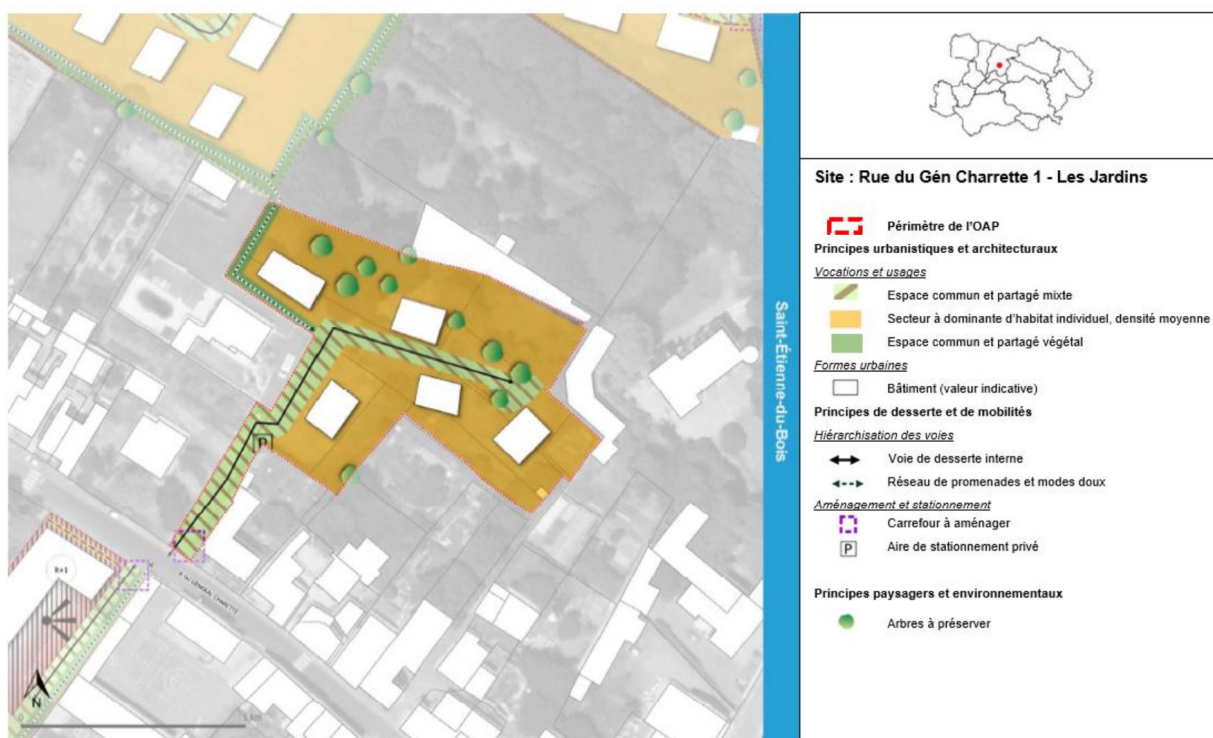 Saint-Étienne-du-Bois
R+1
P
R DU GÉNÉRAL CHARETTE
N
0
Site : Rue du Gén Charrette 1 - Les Jardins
Périmètre de l'OAP
Principes urbanistiques et architecturaux
Vocations et usages
Espace commun et partagé mixte
Secteur à dominante d'habitat individuel, densité moyenne
Espace commun et partagé végétal
Formes urbaines
Bâtiment (valeur indicative)
Principes de desserte et de mobilités
Hiérarchisation des voies
Voie de desserte interne
Réseau de promenades et modes doux
Aménagement et stationnement
Carrefour à aménager
P Aire de stationnement privé
Principes paysagers et environnementaux
Arbres à préserver